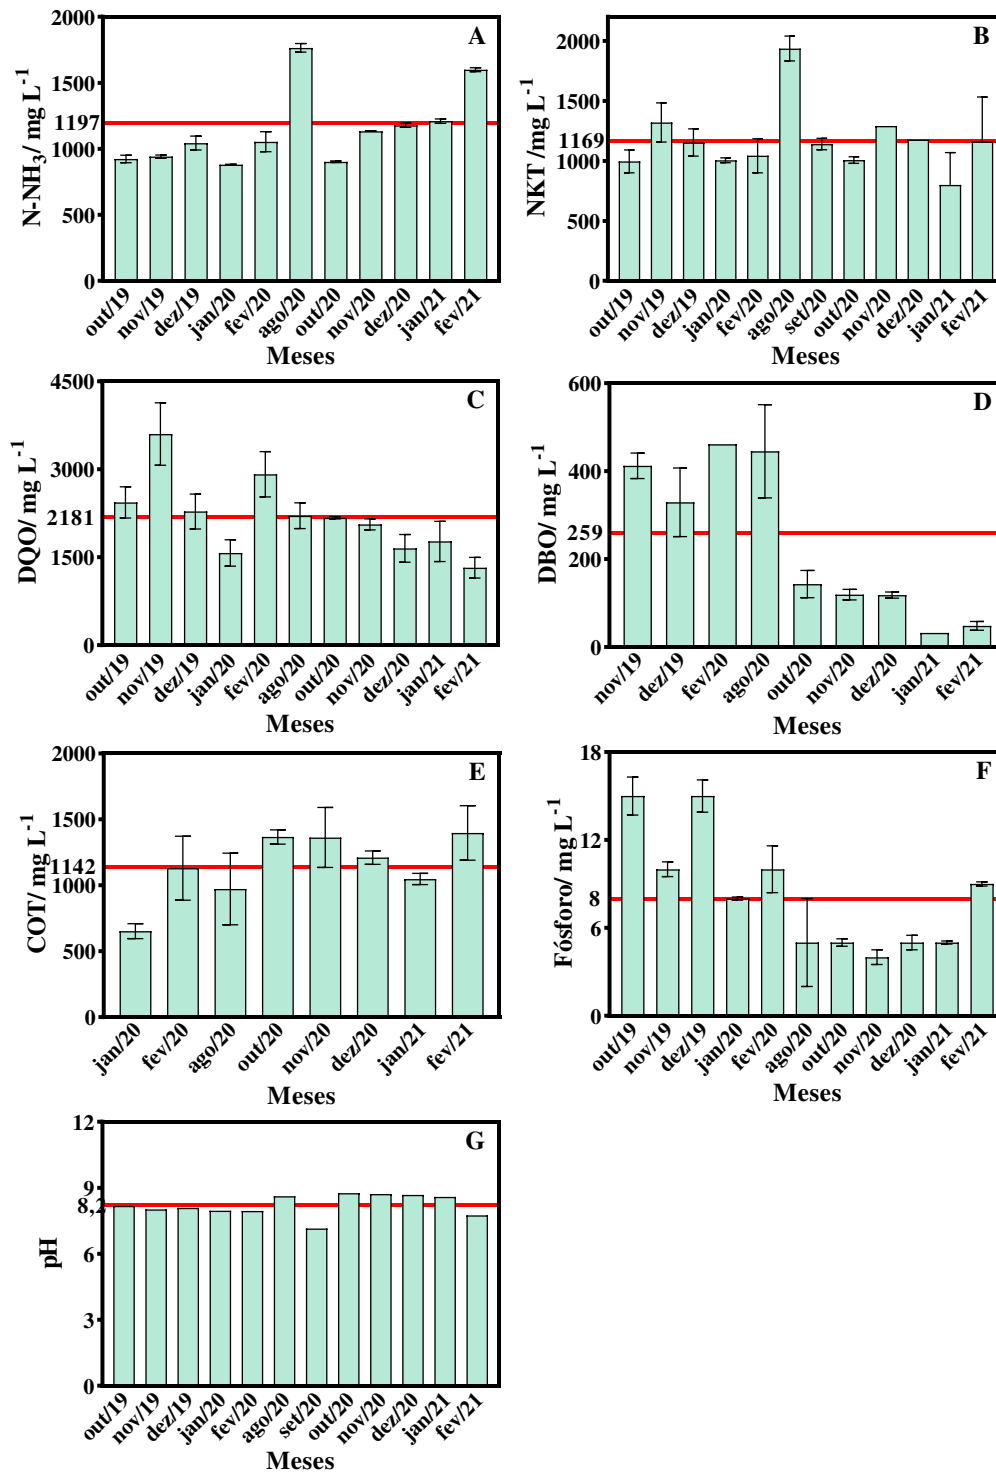 A
N-NH3/ mg L-1
2000
1500
1197
1000
500
0
out/19
nov/19
dez/19
jan/20
fev/20
ago/20
out/20
nov/20
dez/20
jan/21
fev/21
Meses
B
NKT /mg L-1
2000
1500
1169
1000
500
0
out/19
nov/19
dez/19
jan/20
fev/20
ago/20
set/20
out/20
nov/20
dez/20
jan/21
fev/21
Meses
C
DQO/ mg L-1
4500
3000
2181
1500
0
out/19
nov/19
dez/19
jan/20
fev/20
ago/20
out/20
nov/20
dez/20
jan/21
fev/21
Meses
D
DBO/ mg L-1
600
400
259
200
0
nov/19
dez/19
fev/20
ago/20
out/20
nov/20
dez/20
jan/21
fev/21
Meses
E
COT/ mg L-1
2000
1500
1142
1000
500
0
jan/20
fev/20
ago/20
out/20
nov/20
dez/20
jan/21
fev/21
Meses
F
Fósforo/ mg L-1
18
12
8
6
0
out/19
nov/19
dez/19
jan/20
fev/20
ago/20
out/20
nov/20
dez/20
jan/21
fev/21
Meses
G
pH
12
9
8,2
6
3
0
out/19
nov/19
dez/19
jan/20
fev/20
ago/20
set/20
out/20
nov/20
dez/20
jan/21
fev/21
Meses